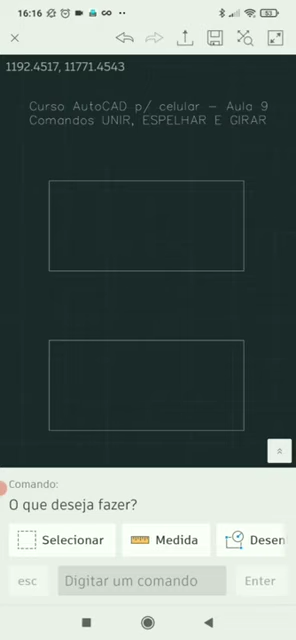 16:16
53
1192.4517, 11771.4543
Curso AutoCAD p/ celular - Aula 9
Comandos UNIR, ESPELHAR E GIRAR
Comando:
O que deseja fazer?
Selecionar
Medida
Desen
esc
Digitar um comando
Enter